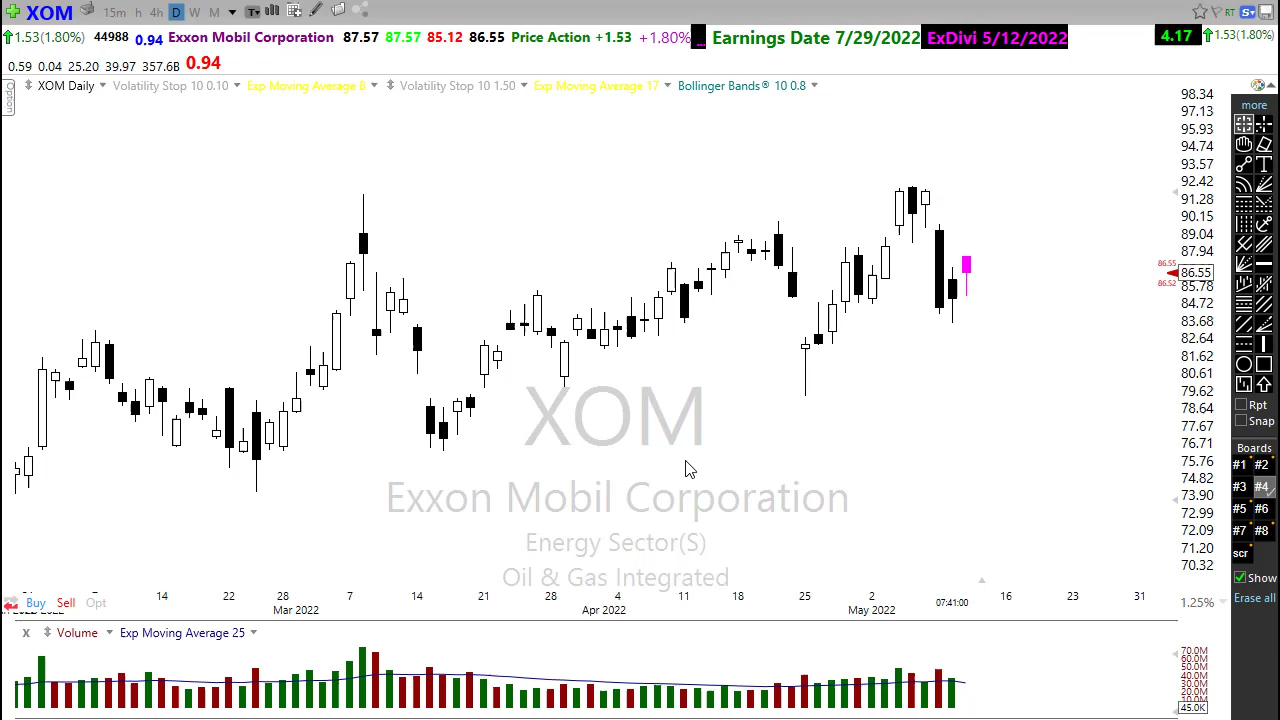 XOM 15m h 4h D W M T RT S
1.53(1.80%) 44988 0.94 Exxon Mobil Corporation 87.57 87.57 85.12 86.55 Price Action +1.53 +1.80% Earnings Date 7/29/2022 ExDivi 5/12/2022 4.17 1.53(1.80%)
0.59 0.04 25.20 39.97 357.6B 0.94
Option
XOM Daily Volatility Stop 10 0.10 Exp Moving Average 8 Volatility Stop 10 1.50 Exp Moving Average 17 Bollinger Bands® 10 0.8
98.34
97.13
95.93
94.74
93.57
92.42
91.28
90.15
89.04
87.94
86.55
86.55
86.52
85.78
84.72
83.68
82.64
81.62
80.61
79.62
78.64
77.67
76.71
75.76
74.82
73.90
72.99
72.09
71.20
70.32
more
T
Rpt
Snap
Boards
#1 #2
#3 #4
#5 #6
#7 #8
scr
Show
Erase all
XOM
Exxon Mobil Corporation
Energy Sector(S)
Oil & Gas Integrated
14 22 28 7 14 21 28 4 11 18 25 2 16 23 31
Mar 2022 Apr 2022 May 2022 07:41:00
Buy Sell Opt
1.25%
X Volume Exp Moving Average 25
70.0M
60.0M
50.0M
40.0M
30.0M
20.0M
10.0M
45.0K